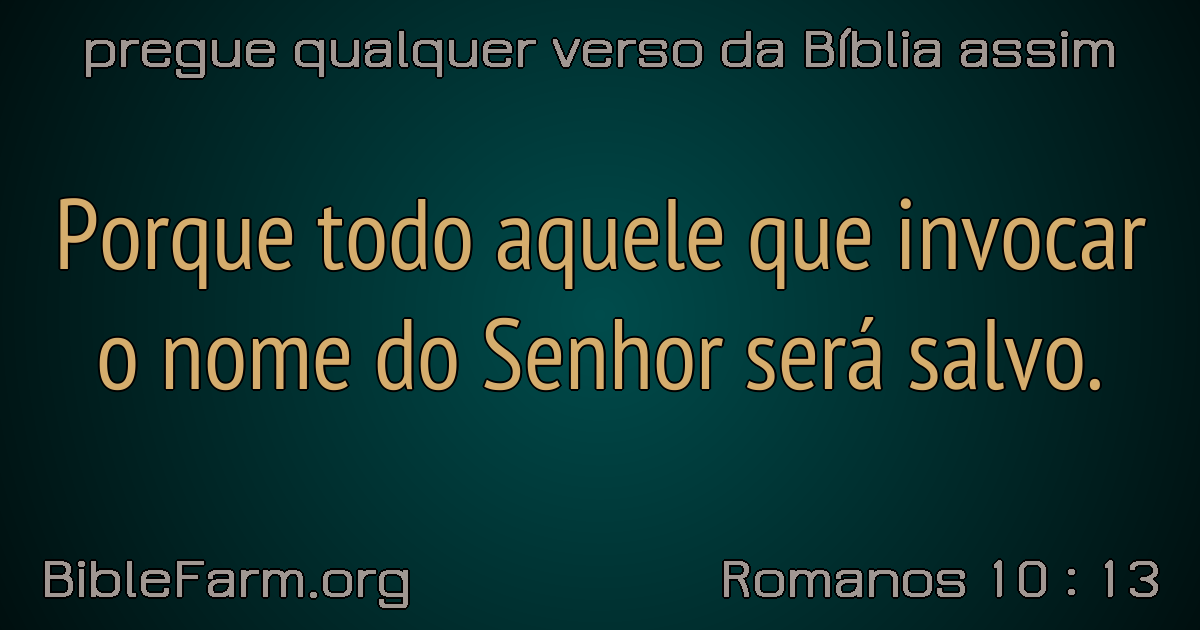 pregue qualquer verso da Bíblia assim
Porque todo aquele que invocar
o nome do Senhor será salvo.
BibleFarm.org
Romanos 10 : 13